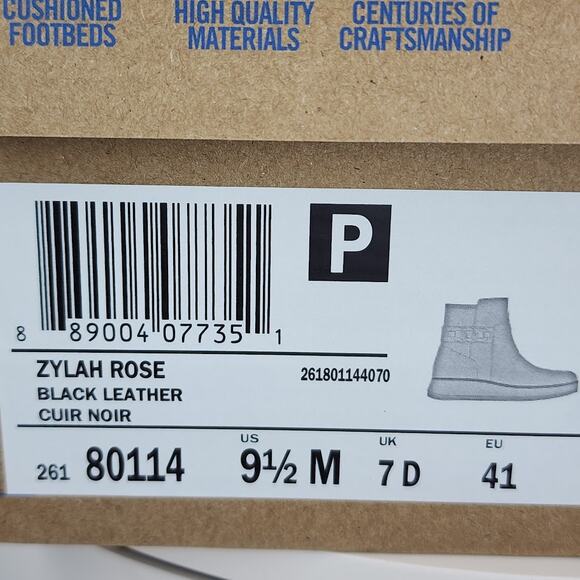 CUSHIONED
FOOTBEDS
HIGH QUALITY
MATERIALS
CENTURIES OF
CRAFTSMANSHIP
P
8 89004 07735 1
ZYLAH ROSE
261801144070
BLACK LEATHER
CUIR NOIR
US UK EU
261 80114 9½ M 7 D 41